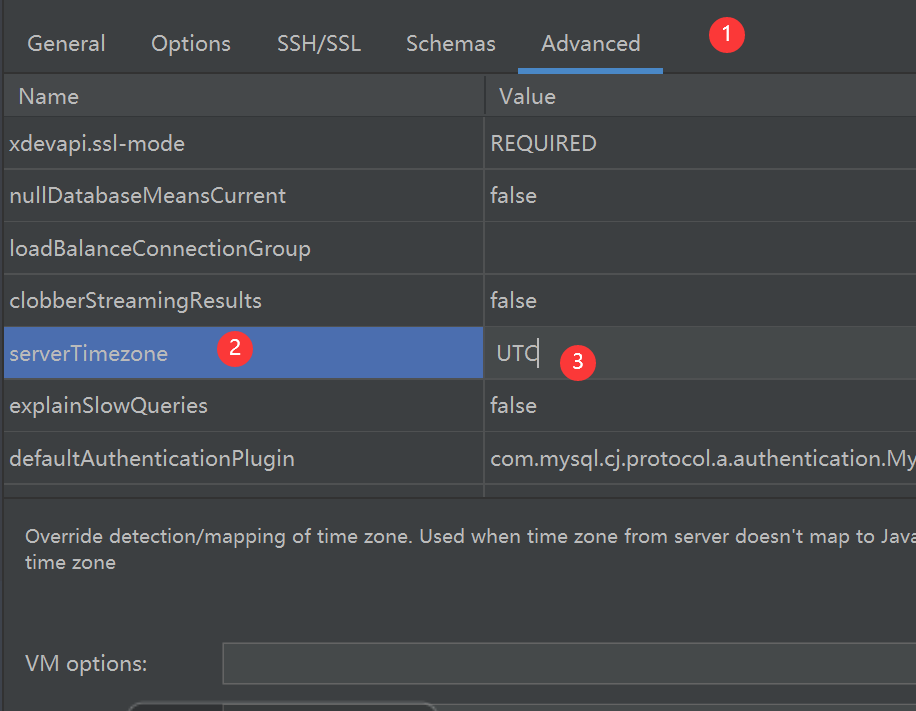 General Options SSH/SSL Schemas Advanced 1
Name Value
xdevapi.ssl-mode REQUIRED
nullDatabaseMeansCurrent false
loadBalanceConnectionGroup
clobberStreamingResults false
serverTimezone 2 UTC 3
explainSlowQueries false
defaultAuthenticationPlugin com.mysql.cj.protocol.a.authentication.My
Override detection/mapping of time zone. Used when time zone from server doesn't map to Java
time zone
VM options: